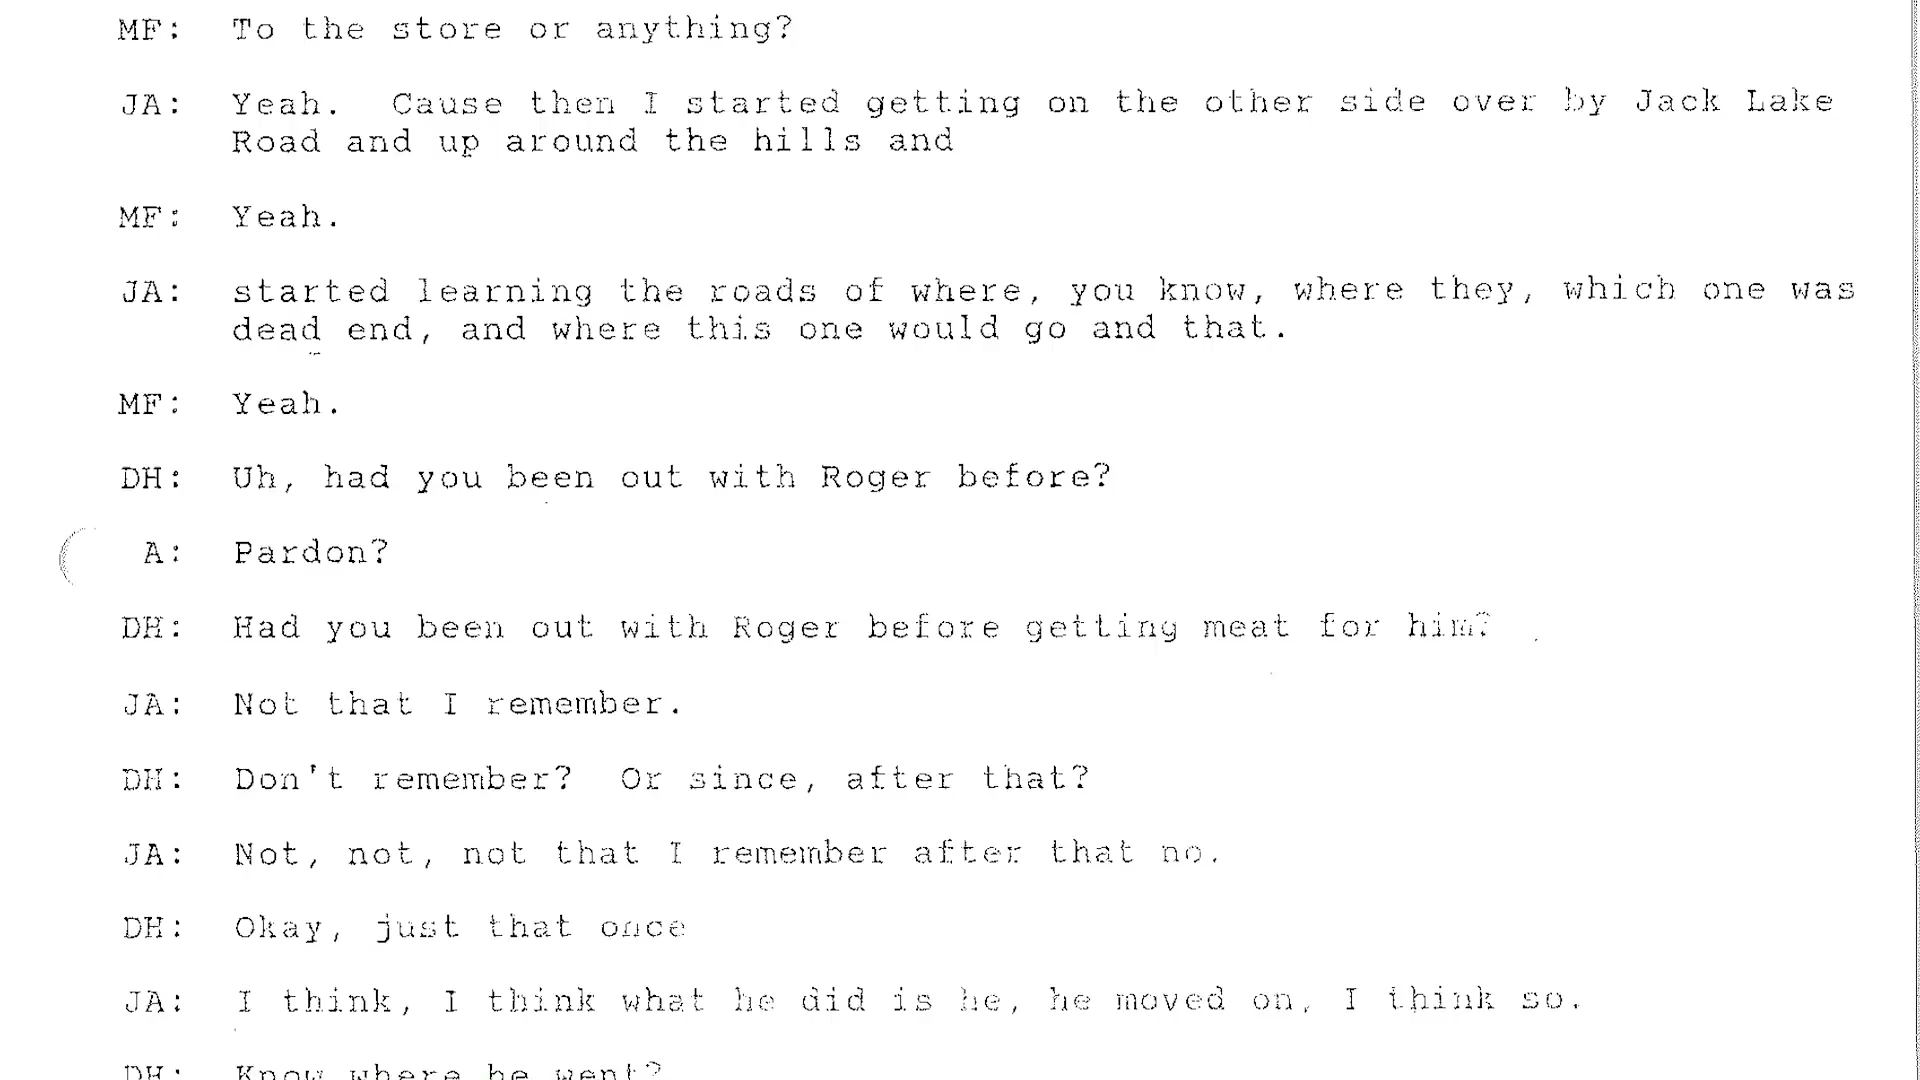 MF: To the store or anything?
JA: Yeah. Cause then I started getting on the other side over by Jack Lake
Road and up around the hills and
MF: Yeah.
JA: started learning the roads of where, you know, where they, which one was
dead end, and where this one would go and that.
MF: Yeah.
DH: Uh, had you been out with Roger before?
A: Pardon?
DH: Had you been out with Roger before getting meat for him?
JA: Not that I remember.
DH: Don't remember? Or since, after that?
JA: Not, not, not that I remember after that no.
DH: Okay, just that once
JA: I think, I think what he did is he, he moved on, I think so.
DH: Know where he went?